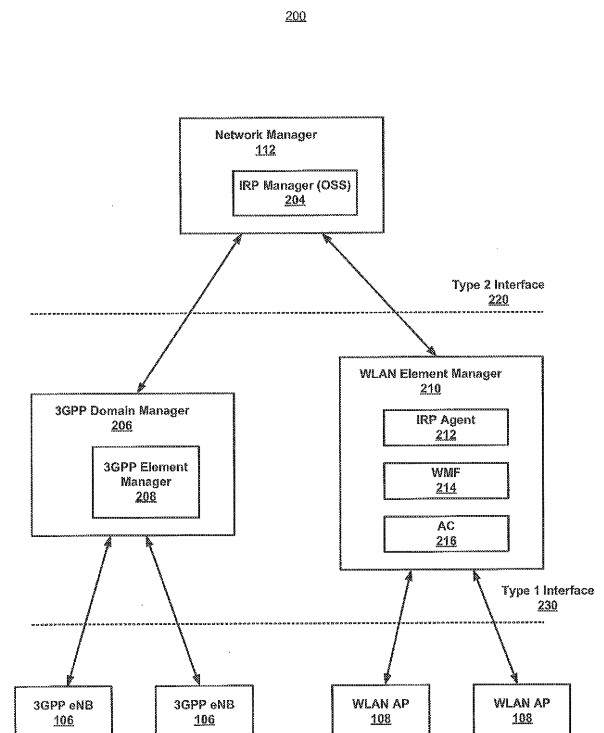 200
Network Manager
112
IRP Manager (OSS)
204
Type 2 Interface
220
WLAN Element Manager
210
3GPP Domain Manager
206
IRP Agent
212
3GPP Element
Manager
208
WMF
214
AC
216
Type 1 Interface
230
3GPP eNB
106
3GPP eNB
106
WLAN AP
108
WLAN AP
108